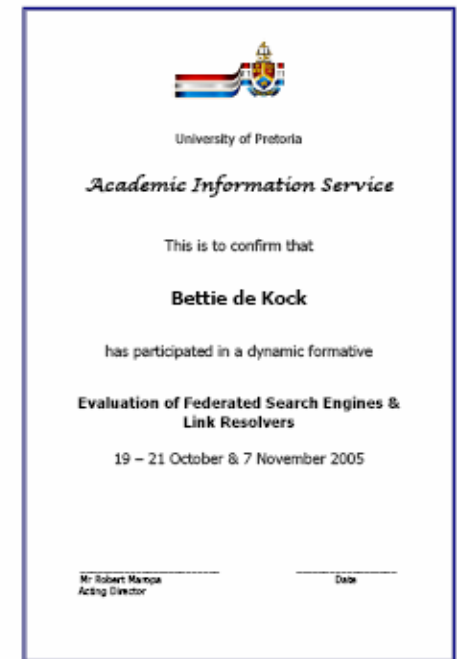 University of Pretoria
Academic Information Service
This is to confirm that
Bettie de Kock
has participated in a dynamic formative
Evaluation of Federated Search Engines &
Link Resolvers
19 – 21 October & 7 November 2005
Mr Robert Maropa
Date
Acting Director